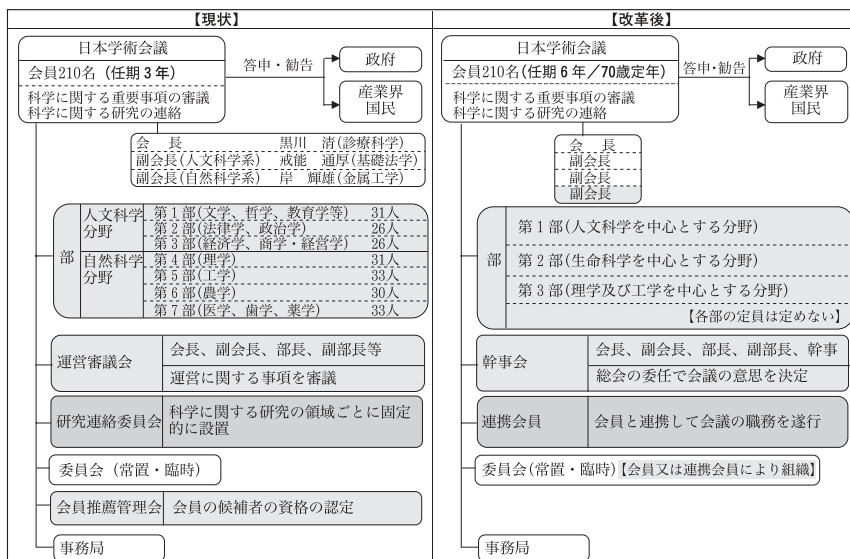 【現状】
日本学術会議
会員210名（任期３年）
科学に関する重要事項の審議
科学に関する研究の連絡
答申・勧告
政府
産業界
国民
会　長　黒川　清(診療科学)
副会長(人文科学系)　戒能　通厚(基礎法学)
副会長(自然科学系)　岸　輝雄(金属工学)
部
人文科学
分野
第１部(文学、哲学、教育学等)　31人
第２部(法律学、政治学)　26人
第３部(経済学、商学・経営学)　26人
自然科学
分野
第４部(理学)　31人
第５部(工学)　33人
第６部(農学)　30人
第７部(医学、歯学、薬学)　33人
運営審議会
会長、副会長、部長、副部長等
運営に関する事項を審議
研究連絡委員会
科学に関する研究の領域ごとに固定
的に設置
委員会（常置・臨時）
会員推薦管理会
会員の候補者の資格の認定
事務局
【改革後】
日本学術会議
会員210名(任期６年／70歳定年)
科学に関する重要事項の審議
科学に関する研究の連絡
答申・勧告
政府
産業界
国民
会　長
副会長
副会長
副会長
部
第１部(人文科学を中心とする分野)
第２部(生命科学を中心とする分野)
第３部(理学及び工学を中心とする分野)
【各部の定員は定めない】
幹事会
会長、副会長、部長、副部長、幹事
総会の委任で会議の意思を決定
連携会員
会員と連携して会議の職務を遂行
委員会(常置・臨時)【会員又は連携会員により組織】
事務局